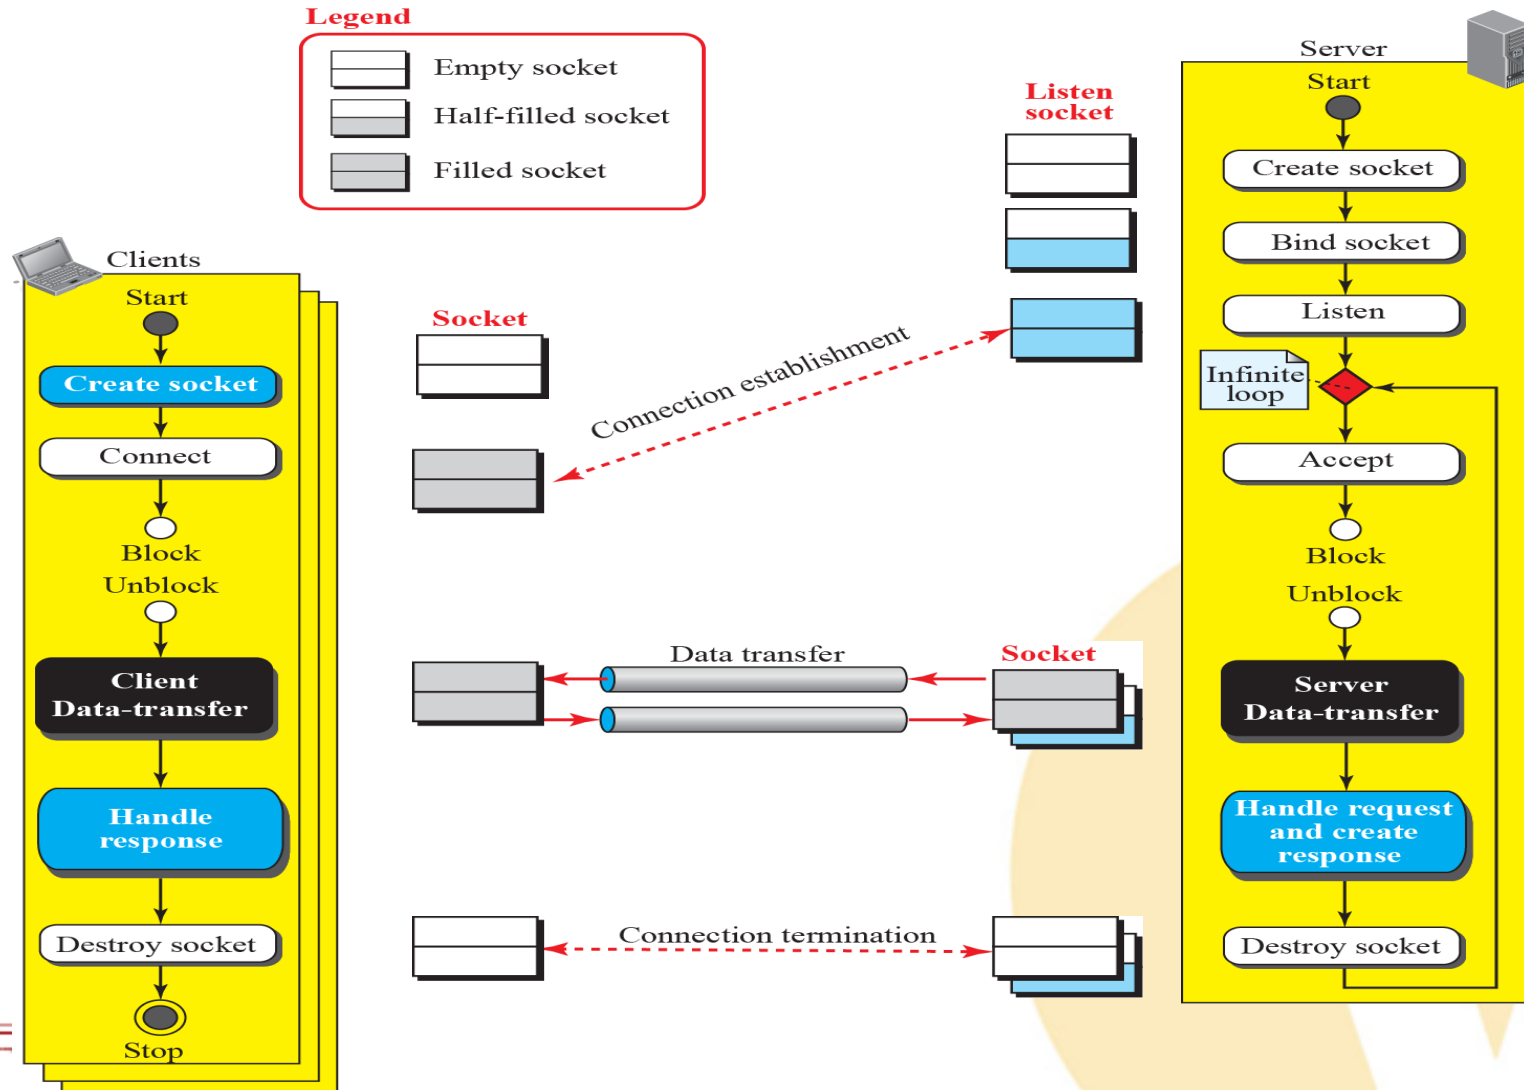 Legend
Empty socket
Half-filled socket
Filled socket
Clients
Start
Create socket
Connect
Block
Unblock
Client
Data-transfer
Handle
response
Destroy socket
Stop
Socket
Connection establishment
Data transfer
Connection termination
Listen
socket
Socket
Server
Start
Create socket
Bind socket
Listen
Infinite
loop
Accept
Block
Unblock
Server
Data-transfer
Handle request
and create
response
Destroy socket